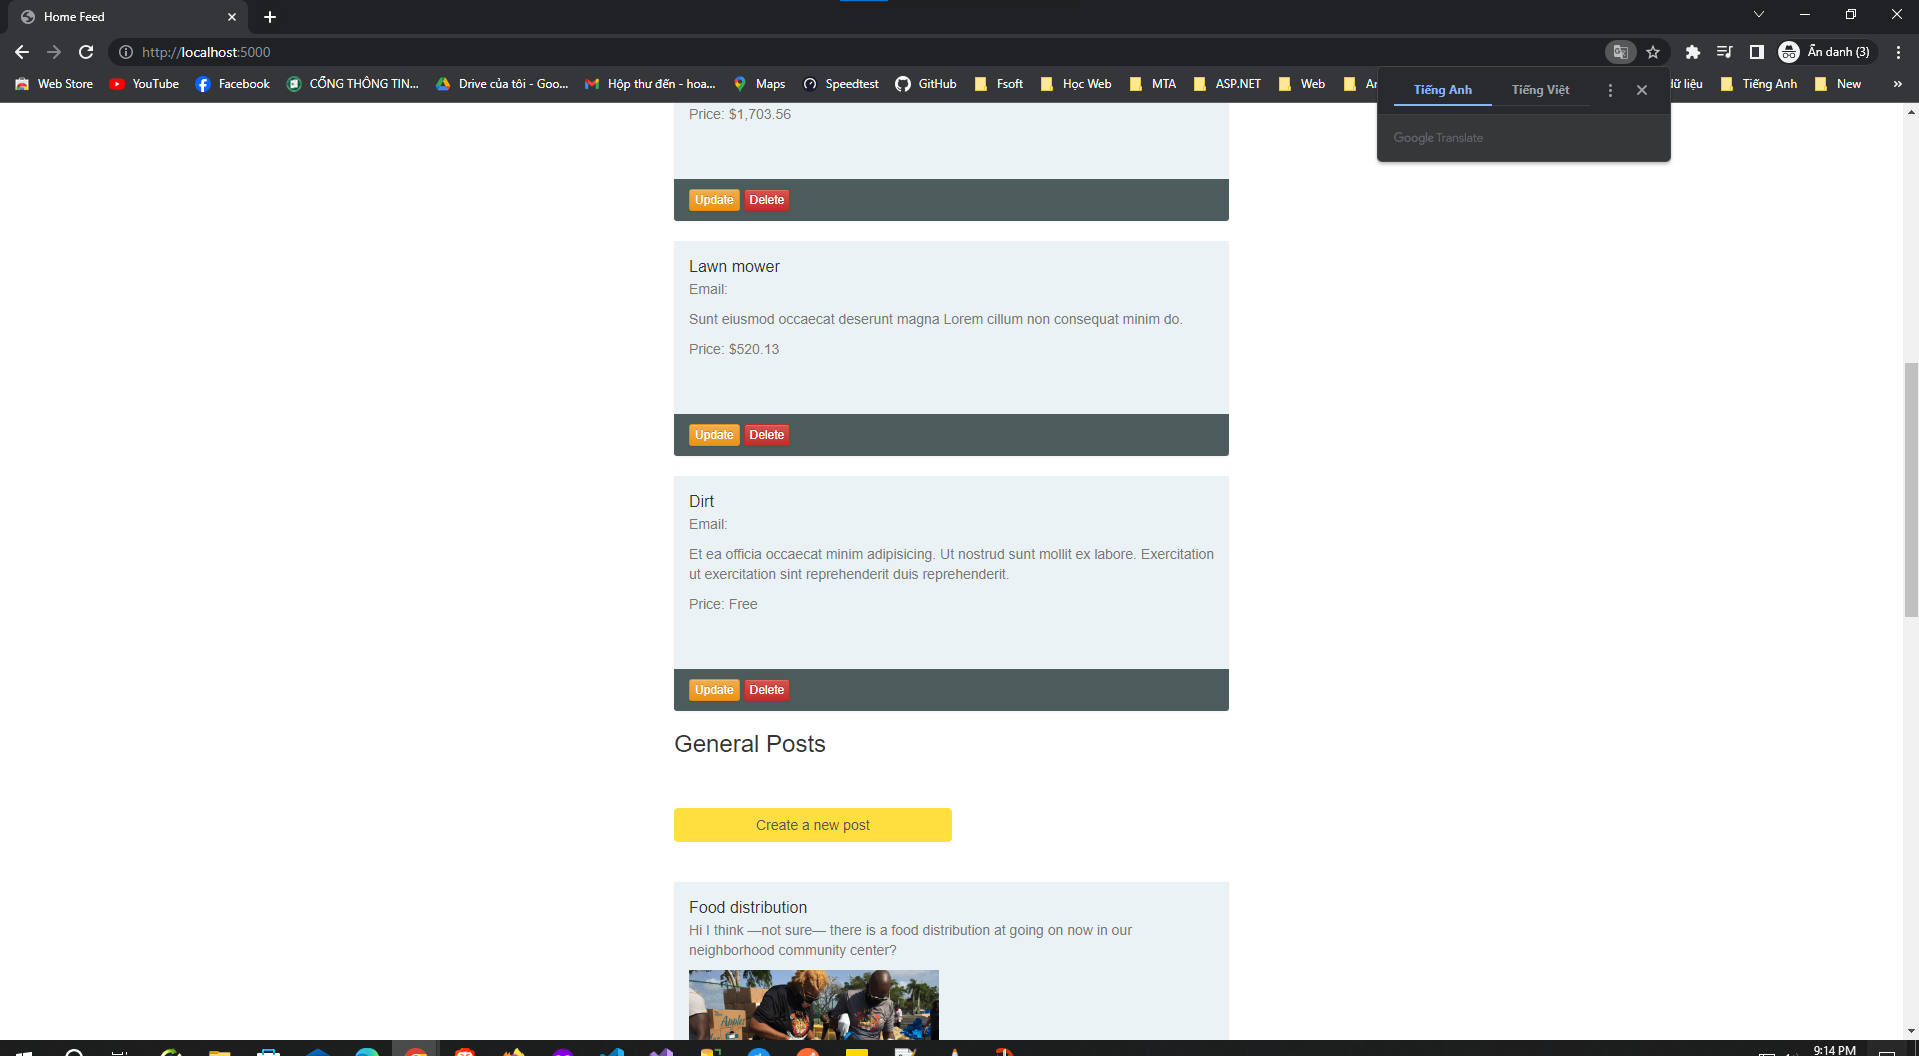 Home Feed
http://localhost:5000
Ẩn danh (3)
Web Store
YouTube
Facebook
CỔNG THÔNG TIN...
Drive của tôi - Goo...
Hộp thư đến - hoa...
Maps
Speedtest
GitHub
Fsoft
Học Web
MTA
ASP.NET
Web
Tiếng Anh
New
»
Tiếng Anh
Tiếng Việt
Google Translate
Price: $1,703.56
Update Delete
Lawn mower
Email:
Sunt eiusmod occaecat deserunt magna Lorem cillum non consequat minim do.
Price: $520.13
Update Delete
Dirt
Email:
Et ea officia occaecat minim adipisicing. Ut nostrud sunt mollit ex labore. Exercitation
ut exercitation sint reprehenderit duis reprehenderit.
Price: Free
Update Delete
General Posts
Create a new post
Food distribution
Hi I think —not sure— there is a food distribution at going on now in our
neighborhood community center?
Apples
9:14 PM